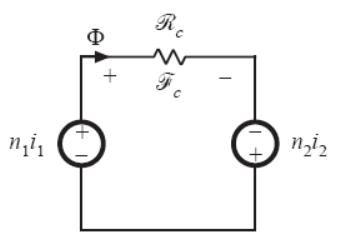 ℛc
Φ
+ ℱc −
n₁i₁ + − − + n₂i₂